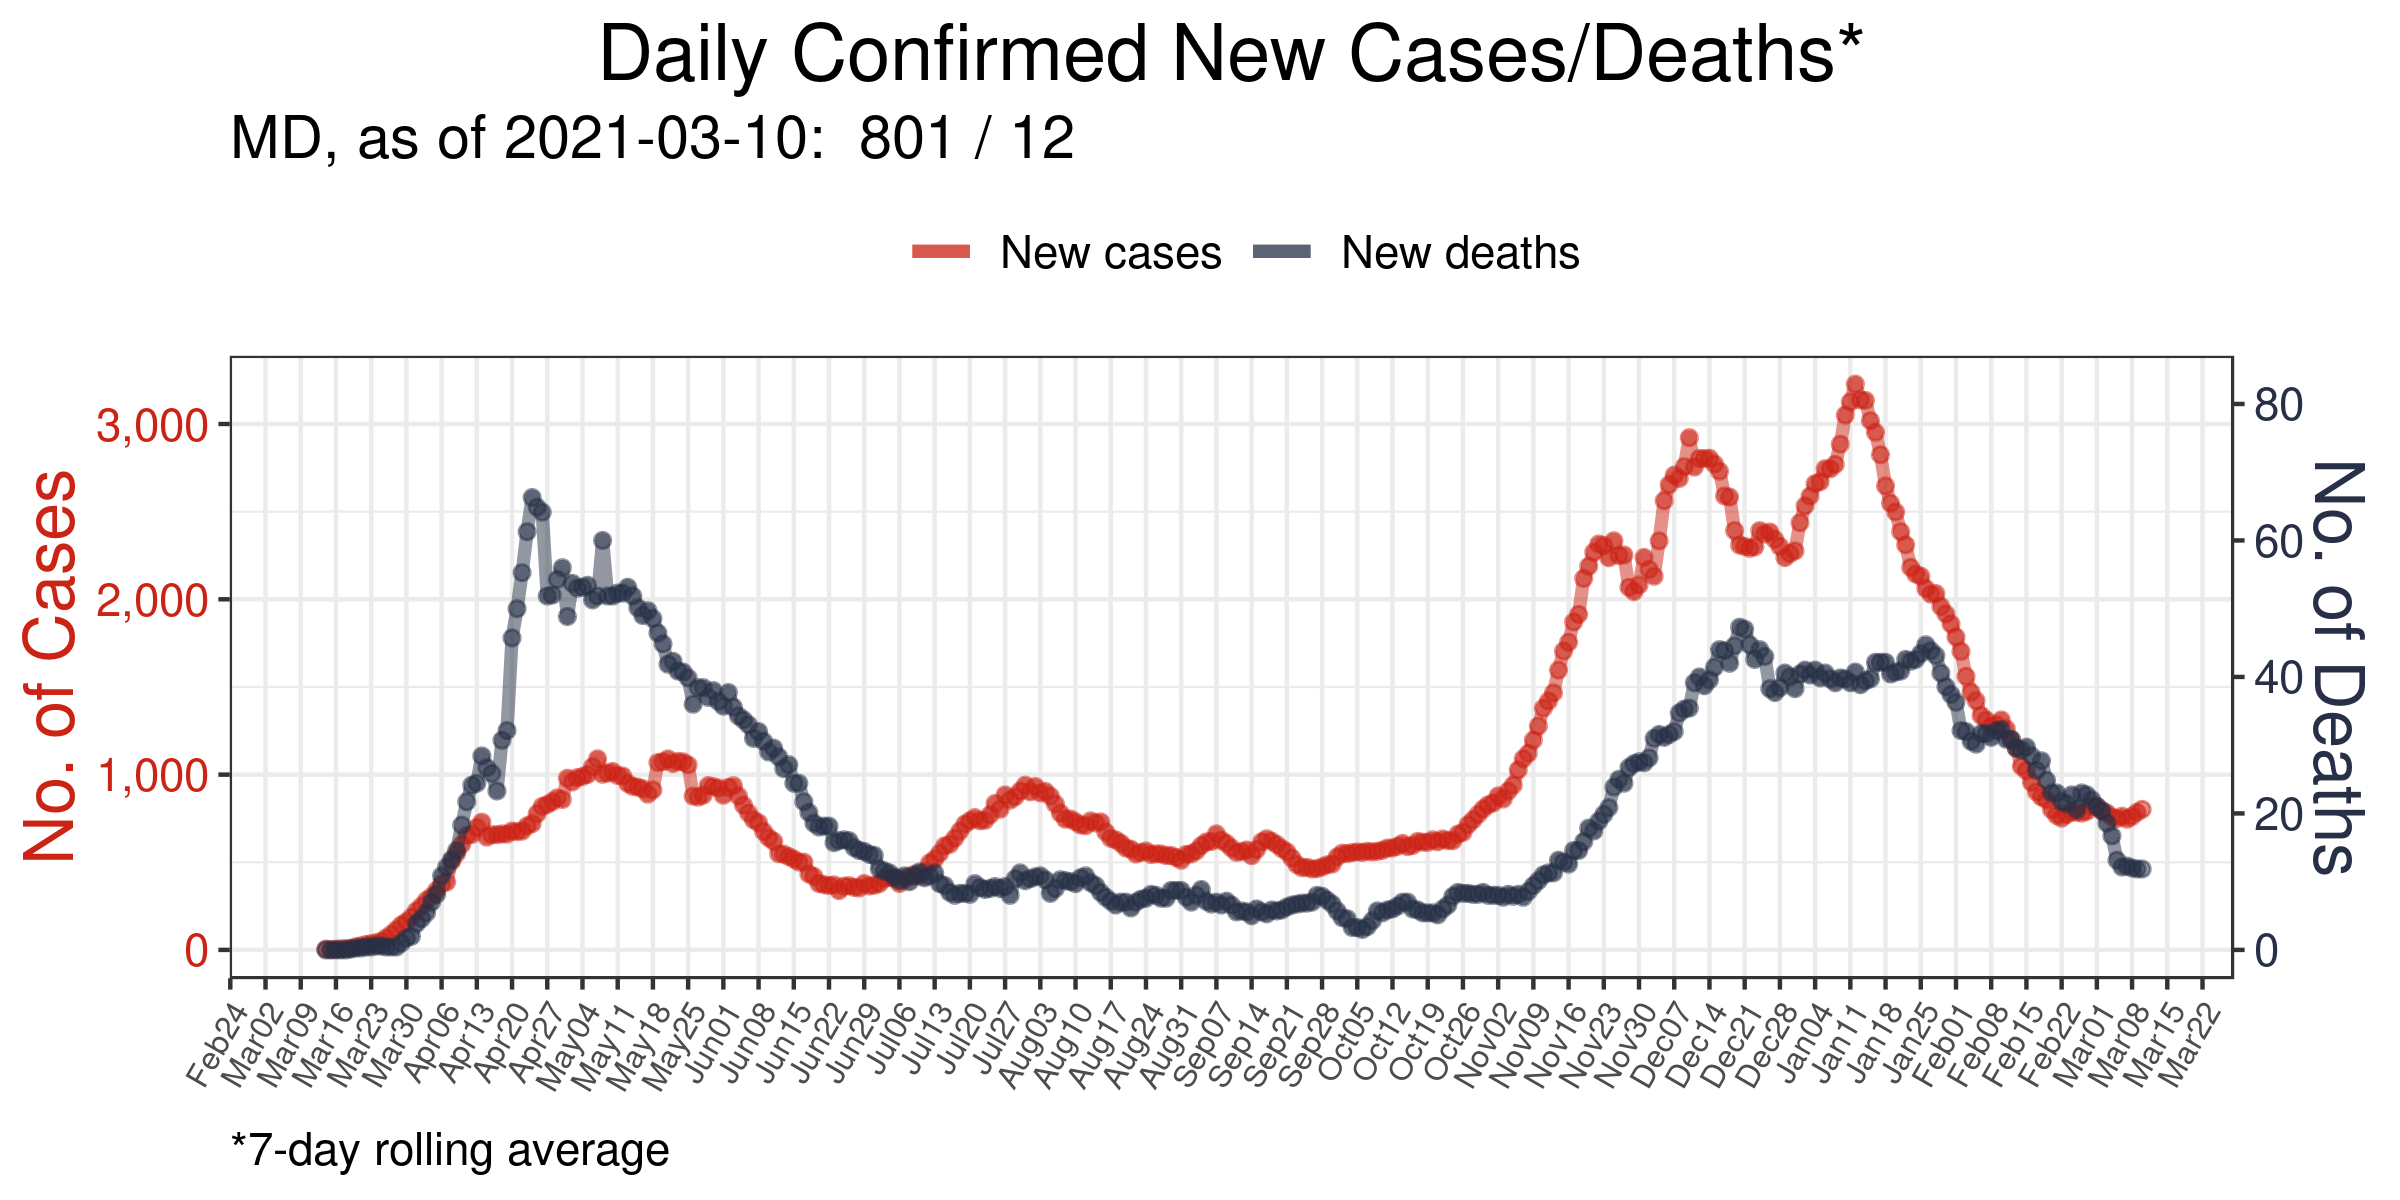 Daily Confirmed New Cases/Deaths*
MD, as of 2021-03-10:  801 / 12
New cases
New deaths
No. of Cases
3,000
2,000
1,000
0
80
60
40
20
0
No. of Deaths
Feb24
Mar02
Mar09
Mar16
Mar23
Mar30
Apr06
Apr13
Apr20
Apr27
May04
May11
May18
May25
Jun01
Jun08
Jun15
Jun22
Jun29
Jul06
Jul13
Jul20
Jul27
Aug03
Aug10
Aug17
Aug24
Aug31
Sep07
Sep14
Sep21
Sep28
Oct05
Oct12
Oct19
Oct26
Nov02
Nov09
Nov16
Nov23
Nov30
Dec07
Dec14
Dec21
Dec28
Jan04
Jan11
Jan18
Jan25
Feb01
Feb08
Feb15
Feb22
Mar01
Mar08
Mar15
Mar22
*7-day rolling average